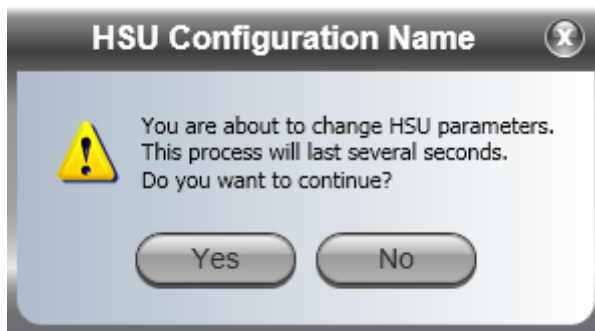 HSU Configuration Name
You are about to change HSU parameters.
This process will last several seconds.
Do you want to continue?
Yes No